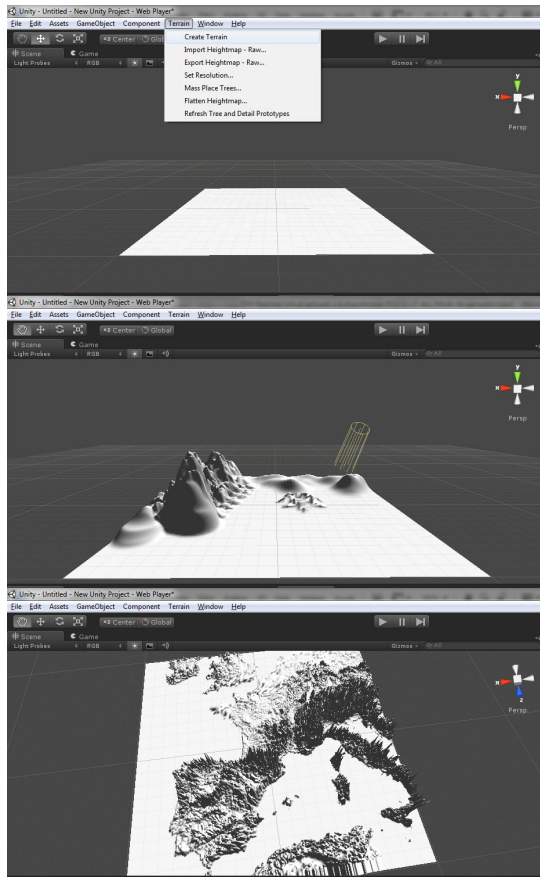 Unity - Untitled - New Unity Project - Web Player*
File Edit Assets GameObject Component Terrain Window Help
Center Glob
Create Terrain
Import Heightmap - Raw...
Export Heightmap - Raw...
Set Resolution...
Mass Place Trees...
Flatten Heightmap...
Refresh Tree and Detail Prototypes
Scene Game
Light Probes RGB Gizmos All
y
x
Persp
Unity - Untitled - New Unity Project - Web Player*
File Edit Assets GameObject Component Terrain Window Help
Center Global
Scene Game
Light Probes RGB Gizmos All
y
x
Persp
Unity - Untitled - New Unity Project - Web Player*
File Edit Assets GameObject Component Terrain Window Help
Center Global
Scene Game
Light Probes RGB Gizmos All
x
z
Persp